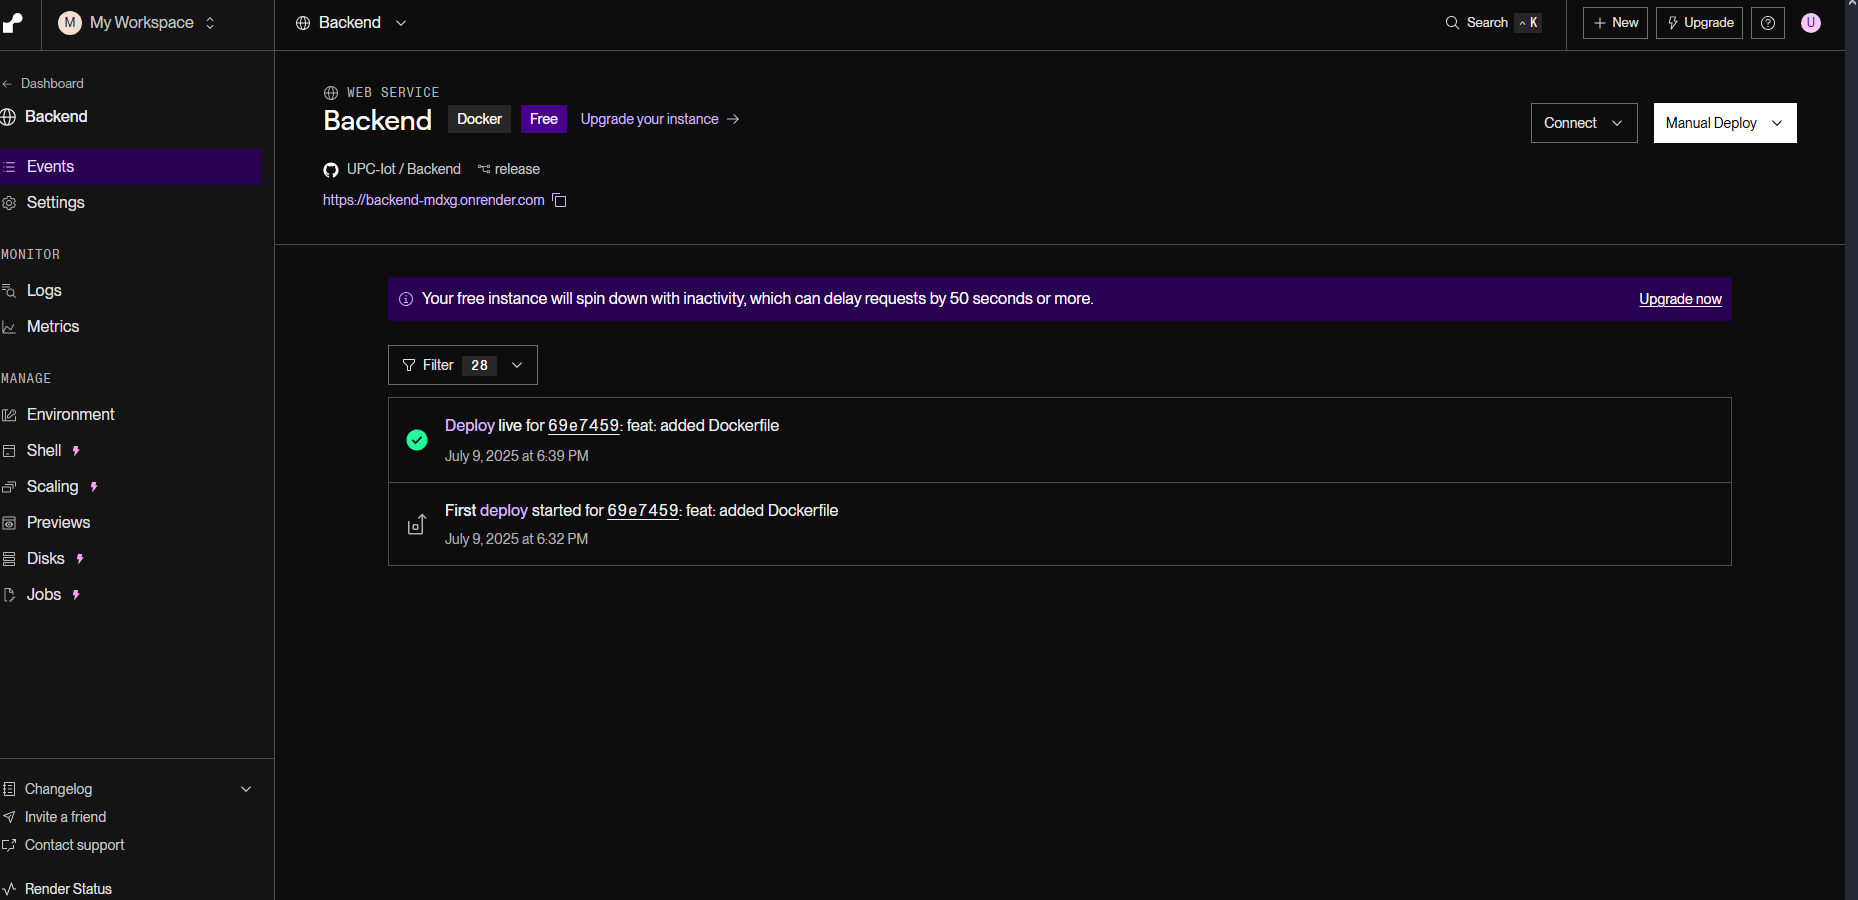 M My Workspace
Backend
Search ^ K
+ New
Upgrade
U
← Dashboard
Backend
Events
Settings
MONITOR
Logs
Metrics
MANAGE
Environment
Shell
Scaling
Previews
Disks
Jobs
Changelog
Invite a friend
Contact support
Render Status
WEB SERVICE
Backend Docker Free Upgrade your instance →
Connect
Manual Deploy
UPC-Iot / Backend release
https://backend-mdxg.onrender.com
Your free instance will spin down with inactivity, which can delay requests by 50 seconds or more.
Upgrade now
Filter 28
Deploy live for 69e7459: feat: added Dockerfile
July 9, 2025 at 6:39 PM
First deploy started for 69e7459: feat: added Dockerfile
July 9, 2025 at 6:32 PM